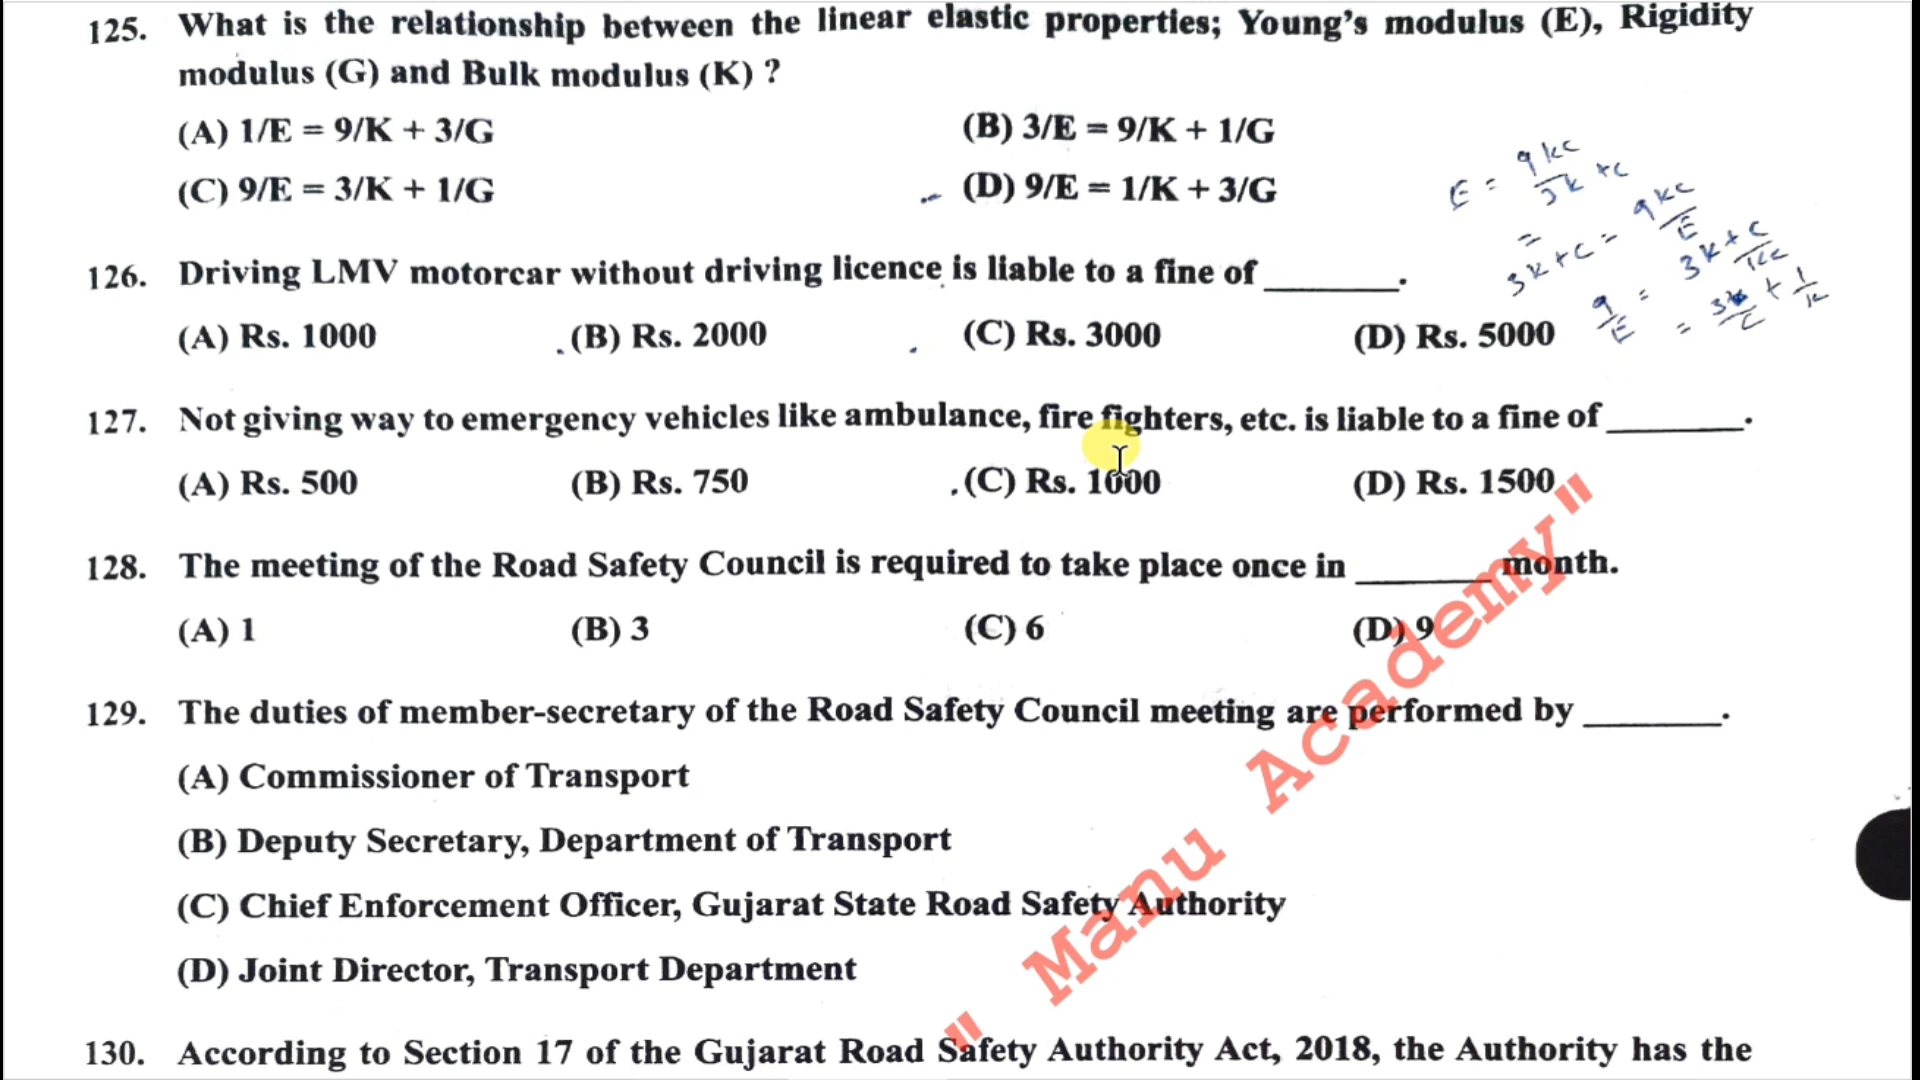 125. What is the relationship between the linear elastic properties; Young's modulus (E), Rigidity
modulus (G) and Bulk modulus (K) ?
(A) 1/E = 9/K + 3/G (B) 3/E = 9/K + 1/G
(C) 9/E = 3/K + 1/G (D) 9/E = 1/K + 3/G
126. Driving LMV motorcar without driving licence is liable to a fine of ________.
(A) Rs. 1000 (B) Rs. 2000 (C) Rs. 3000 (D) Rs. 5000
127. Not giving way to emergency vehicles like ambulance, fire fighters, etc. is liable to a fine of ________.
(A) Rs. 500 (B) Rs. 750 (C) Rs. 1000 (D) Rs. 1500
128. The meeting of the Road Safety Council is required to take place once in ________ month.
(A) 1 (B) 3 (C) 6 (D) 9
129. The duties of member-secretary of the Road Safety Council meeting are performed by ________.
(A) Commissioner of Transport
(B) Deputy Secretary, Department of Transport
(C) Chief Enforcement Officer, Gujarat State Road Safety Authority
(D) Joint Director, Transport Department
130. According to Section 17 of the Gujarat Road Safety Authority Act, 2018, the Authority has the
" Manu Academy"